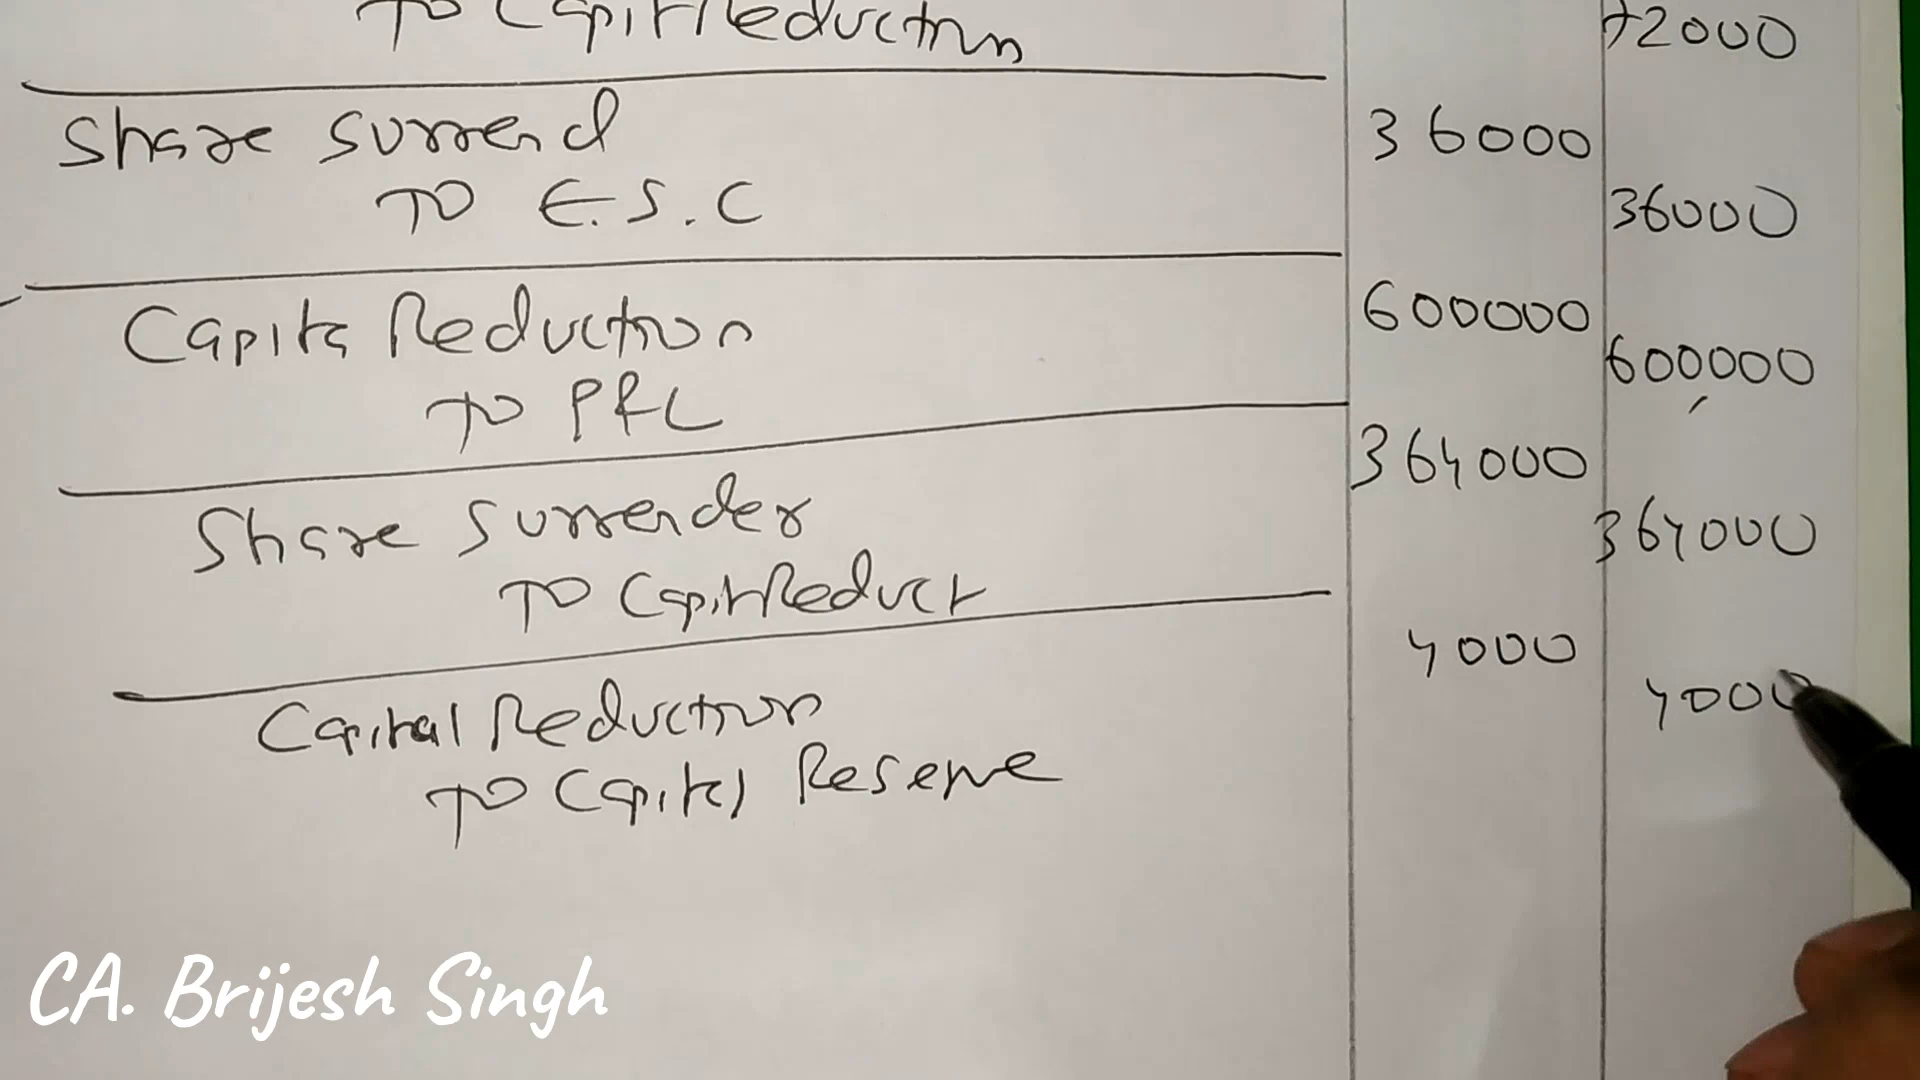 To Capit Reduction 72000
Share Surrend 36000
To E.S.C 36000
Capita Reduction 600000
To P&L 600000
Share Surrender 364000
To Capit Reduct 364000
Capital Reduction 4000
To Capital Reserve 4000
CA. Brijesh Singh